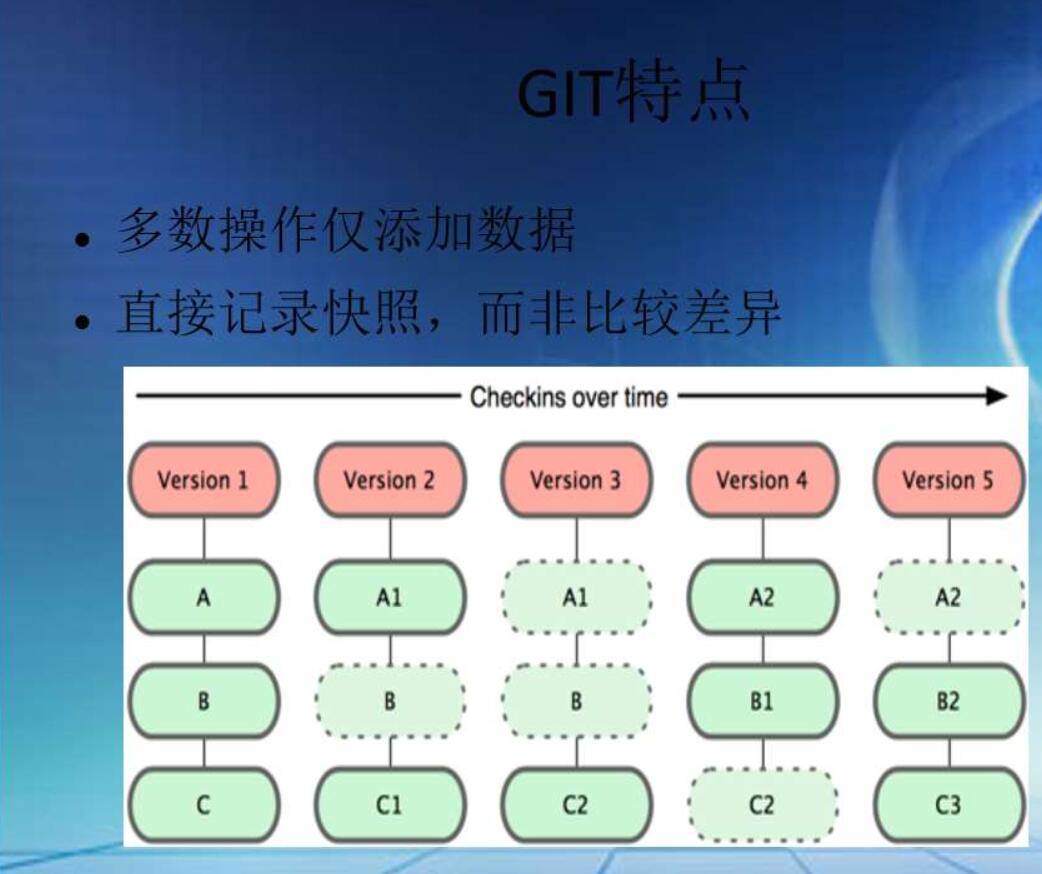 GIT特点
• 多数操作仅添加数据
• 直接记录快照，而非比较差异
Checkins over time
Version 1 Version 2 Version 3 Version 4 Version 5
A A1 A1 A2 A2
B B B B1 B2
C C1 C2 C2 C3